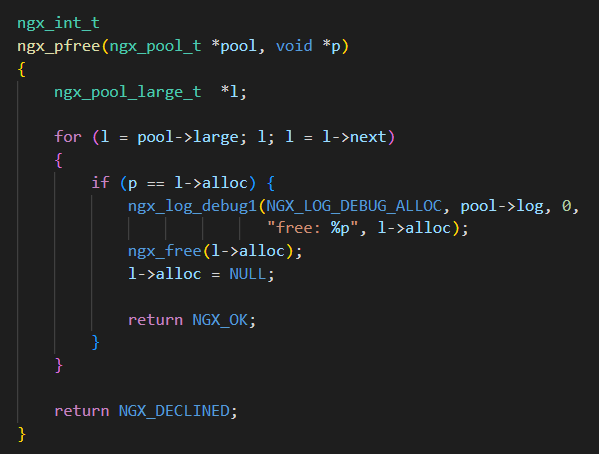 ngx_int_t
ngx_pfree(ngx_pool_t *pool, void *p)
{
    ngx_pool_large_t  *l;

    for (l = pool->large; l; l = l->next)
    {
        if (p == l->alloc) {
            ngx_log_debug1(NGX_LOG_DEBUG_ALLOC, pool->log, 0,
                           "free: %p", l->alloc);
            ngx_free(l->alloc);
            l->alloc = NULL;

            return NGX_OK;
        }
    }

    return NGX_DECLINED;
}